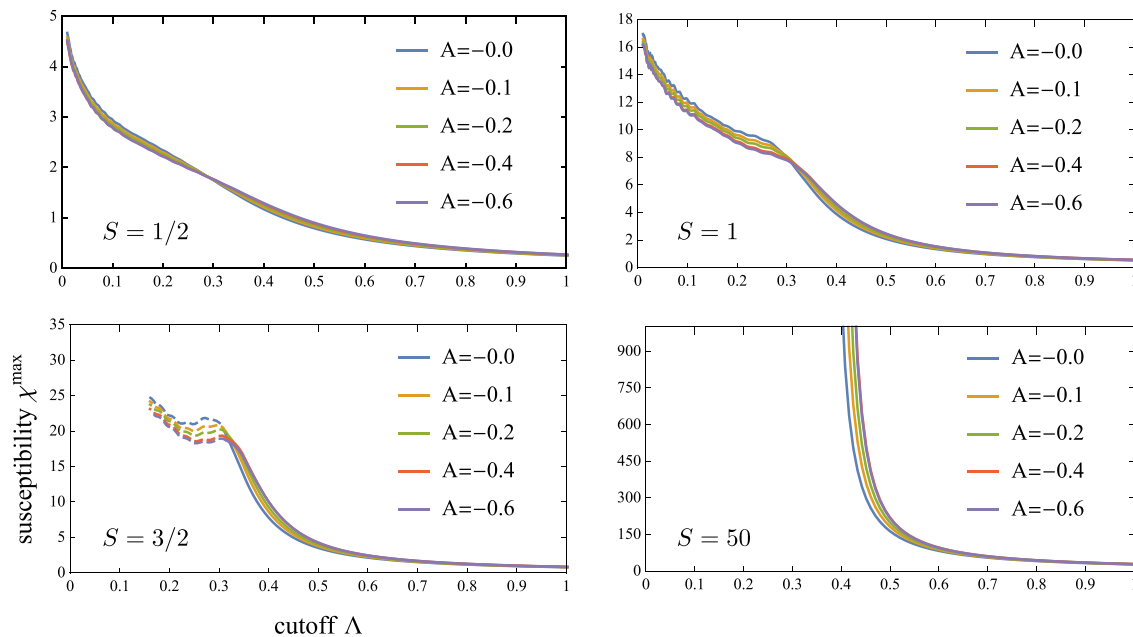 5
4
3
2
1
0
0
0.1
0.2
0.3
0.4
0.5
0.6
0.7
0.8
0.9
1
A=−0.0
A=−0.1
A=−0.2
A=−0.4
A=−0.6
S = 1/2
18
16
14
12
10
8
6
4
2
0
0
0.1
0.2
0.3
0.4
0.5
0.6
0.7
0.8
0.9
1
A=−0.0
A=−0.1
A=−0.2
A=−0.4
A=−0.6
S = 1
susceptibility χ^max
35
30
25
20
15
10
5
0
0
0.1
0.2
0.3
0.4
0.5
0.6
0.7
0.8
0.9
1
A=−0.0
A=−0.1
A=−0.2
A=−0.4
A=−0.6
S = 3/2
cutoff Λ
900
750
600
450
300
150
0
0
0.1
0.2
0.3
0.4
0.5
0.6
0.7
0.8
0.9
1
A=−0.0
A=−0.1
A=−0.2
A=−0.4
A=−0.6
S = 50